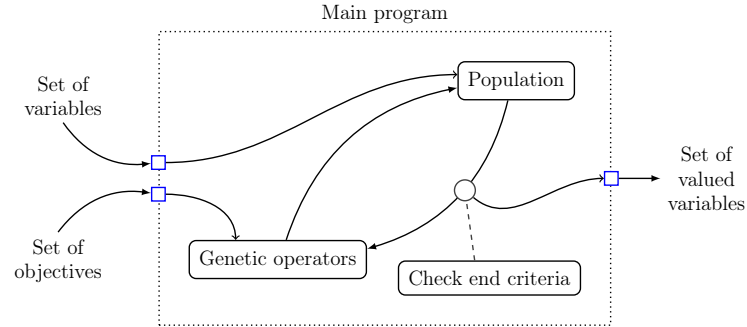 Main program
Set of
variables
Population
Set of
valued
variables
Set of
objectives
Genetic operators
Check end criteria